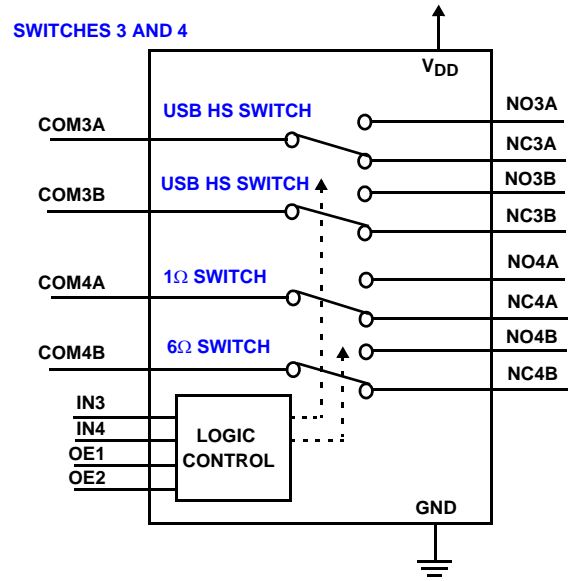 SWITCHES 3 AND 4
VDD
USB HS SWITCH
NO3A
COM3A
NC3A
USB HS SWITCH
NO3B
COM3B
NC3B
1Ω SWITCH
NO4A
COM4A
NC4A
6Ω SWITCH
NO4B
COM4B
NC4B
IN3
IN4
OE1
OE2
LOGIC
CONTROL
GND